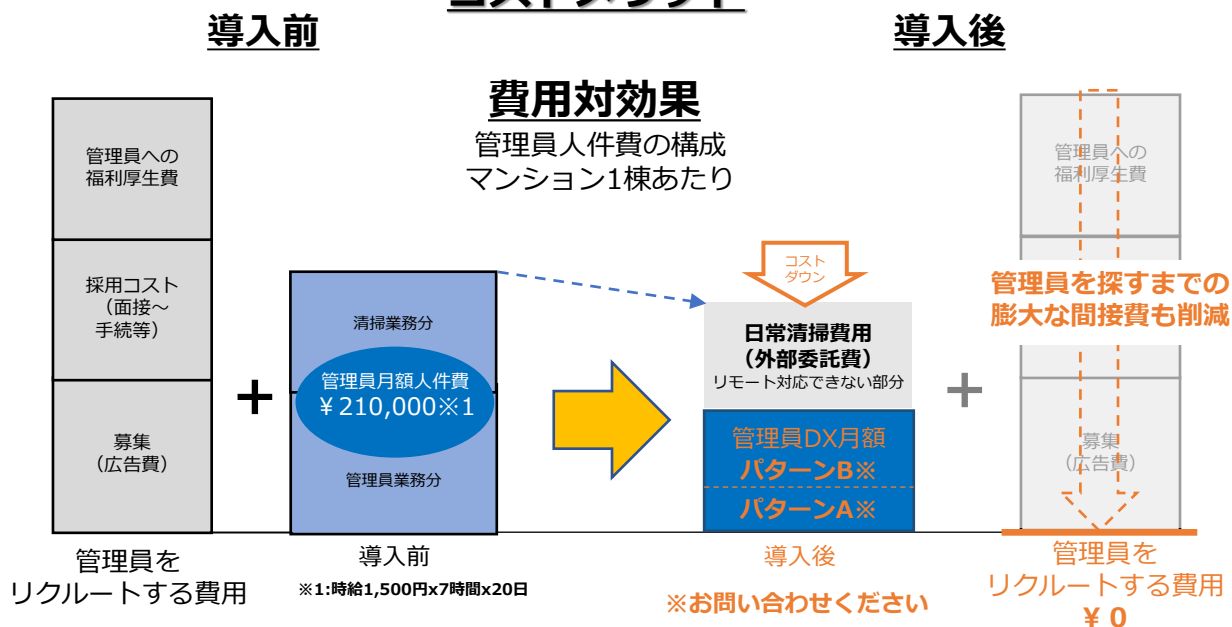 コストメリット
導入前
導入後
費用対効果
管理員人件費の構成
マンション1棟あたり
管理員への
福利厚生費
採用コスト
（面接～
手続等）
募集
（広告費）
管理員を
リクルートする費用
+
清掃業務分
管理員月額人件費
￥210,000※1
管理員業務分
導入前
※1:時給1,500円x7時間x20日
コスト
ダウン
日常清掃費用
（外部委託費）
リモート対応できない部分
管理員DX月額
パターンB※
パターンA※
導入後
※お問い合わせください
+
管理員への
福利厚生費
管理員を探すまでの
膨大な間接費も削減
募集
（広告費）
管理員を
リクルートする費用
￥0